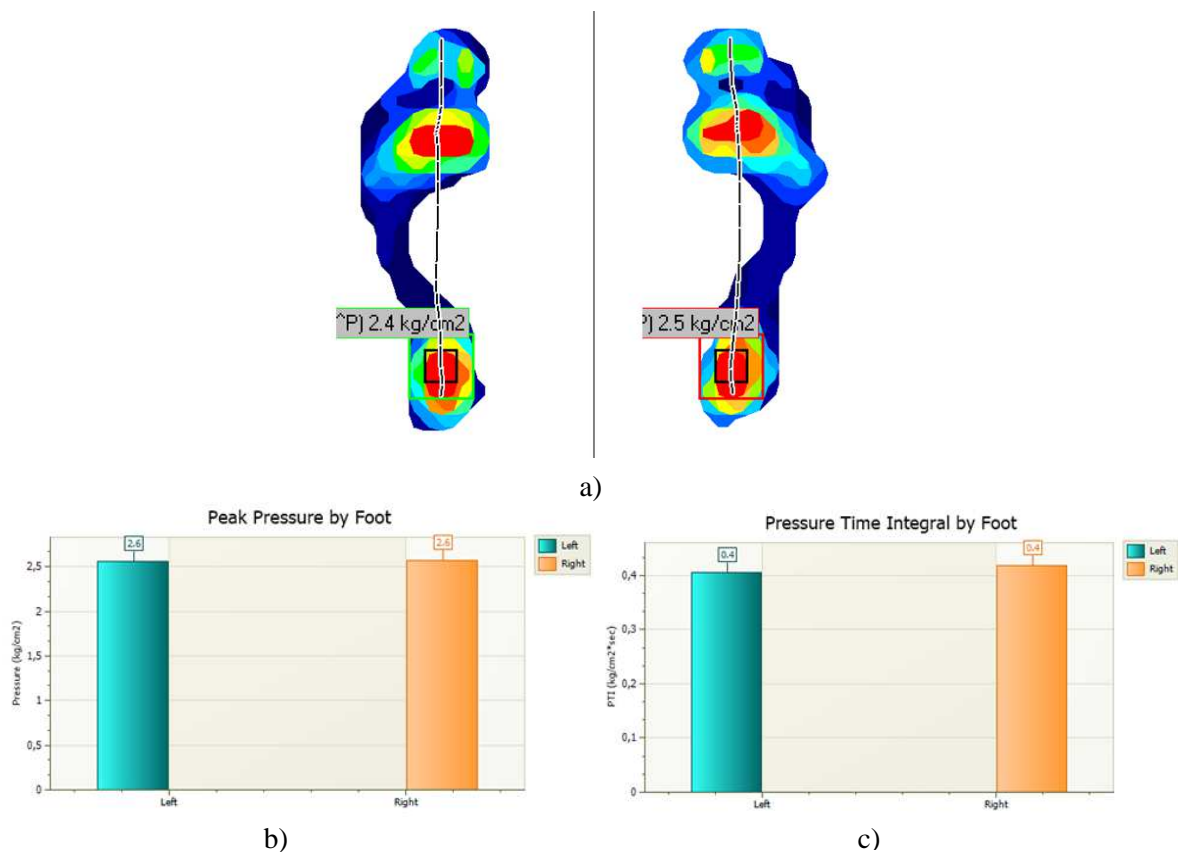 ^P) 2.4 kg/cm2
P) 2.5 kg/cm2
a)
Peak Pressure by Foot
2.6
2.6
Left
Right
Pressure (kg/cm2)
2,5
2
1,5
1
0,5
0
Left
Right
b)
Pressure Time Integral by Foot
0.4
0.4
Left
Right
PTI (kg/cm2*sec)
0,4
0,3
0,2
0,1
0
Left
Right
c)